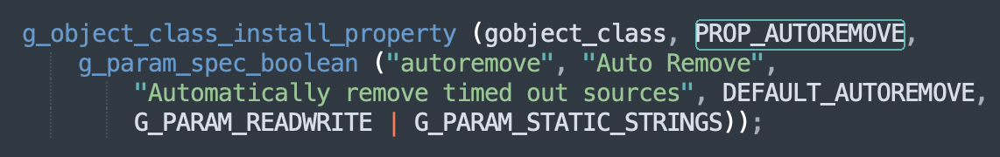 g_object_class_install_property (gobject_class, PROP_AUTOREMOVE,
g_param_spec_boolean ("autoremove", "Auto Remove",
"Automatically remove timed out sources", DEFAULT_AUTOREMOVE,
G_PARAM_READWRITE | G_PARAM_STATIC_STRINGS));